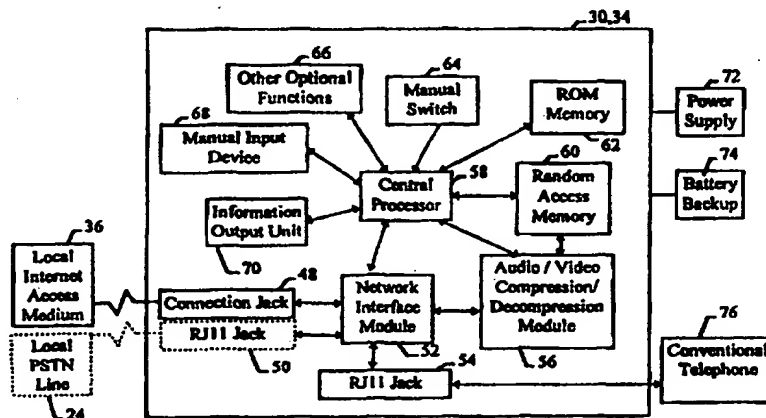 30,34
66
Other Optional
Functions
64
Manual
Switch
ROM
Memory
62
72
Power
Supply
68
Manual Input
Device
58
Central
Processor
60
Random
Access
Memory
74
Battery
Backup
Information
Output Unit
70
36
Local
Internet
Access
Medium
48
Connection Jack
RJ11 Jack
50
Network
Interface
Module
52
Audio / Video
Compression/
Decompression
Module
56
Local
PSTN
Line
24
54
RJ11 Jack
76
Conventional
Telephone